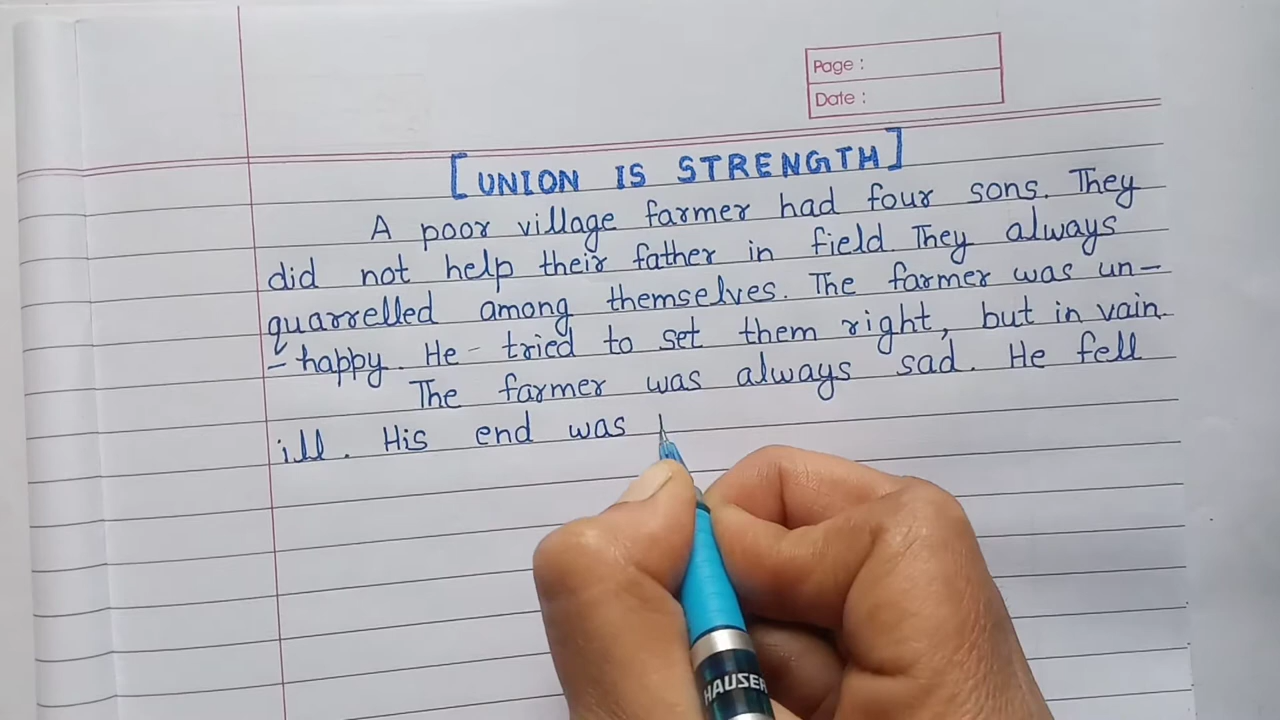 Page :
Date :
[UNION IS STRENGTH]
A poor village farmer had four sons. They
did not help their father in field. They always
quarrelled among themselves. The farmer was un-
-happy. He - tried to set them right, but in vain.
The farmer was always sad. He fell
ill. His end was
HAUSER